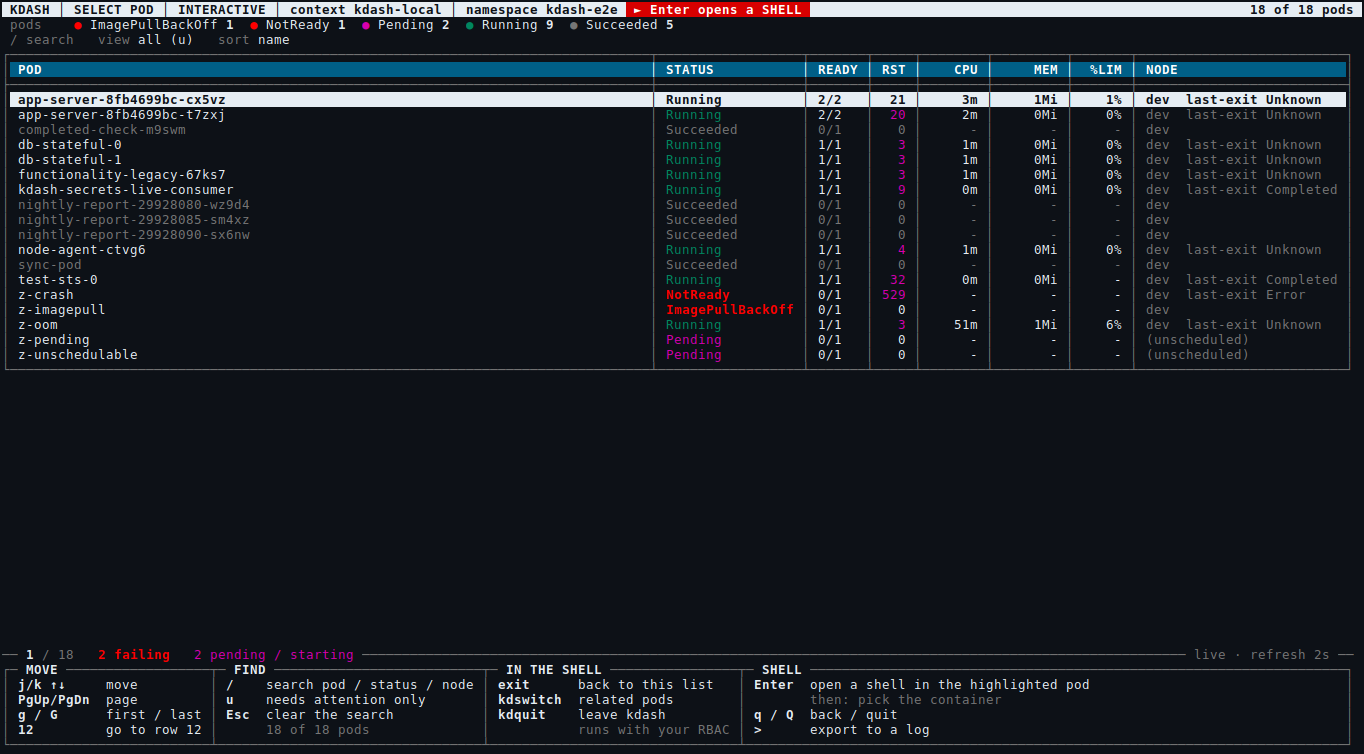 KDASH │ SELECT POD │ INTERACTIVE │ context kdash-local │ namespace kdash-e2e ► Enter opens a SHELL 18 of 18 pods
pods ● ImagePullBackOff 1 ● NotReady 1 ● Pending 2 ● Running 9 ● Succeeded 5
/ search view all (u) sort name
POD STATUS READY RST CPU MEM %LIM NODE
app-server-8fb4699bc-cx5vz Running 2/2 21 3m 1Mi 1% dev last-exit Unknown
app-server-8fb4699bc-t7zxj Running 2/2 20 2m 0Mi 0% dev last-exit Unknown
completed-check-m9swm Succeeded 0/1 0 - - - dev
db-stateful-0 Running 1/1 3 1m 0Mi 0% dev last-exit Unknown
db-stateful-1 Running 1/1 3 1m 0Mi 0% dev last-exit Unknown
functionality-legacy-67ks7 Running 1/1 3 1m 0Mi 0% dev last-exit Unknown
kdash-secrets-live-consumer Running 1/1 9 0m 0Mi 0% dev last-exit Completed
nightly-report-29928080-wz9d4 Succeeded 0/1 0 - - - dev
nightly-report-29928085-sm4xz Succeeded 0/1 0 - - - dev
nightly-report-29928090-sx6nw Succeeded 0/1 0 - - - dev
node-agent-ctvg6 Running 1/1 4 1m 0Mi 0% dev last-exit Unknown
sync-pod Succeeded 0/1 0 - - - dev
test-sts-0 Running 1/1 32 0m 0Mi - dev last-exit Completed
z-crash NotReady 0/1 529 - - - dev last-exit Error
z-imagepull ImagePullBackOff 0/1 0 - - - dev
z-oom Running 1/1 3 51m 1Mi 6% dev last-exit Unknown
z-pending Pending 0/1 0 - - - (unscheduled)
z-unschedulable Pending 0/1 0 - - - (unscheduled)
1 / 18 2 failing 2 pending / starting live · refresh 2s
MOVE FIND IN THE SHELL SHELL
j/k ↑↓ move / search pod / status / node exit back to this list Enter open a shell in the highlighted pod
PgUp/PgDn page u needs attention only kdswitch related pods then: pick the container
g / G first / last Esc clear the search kdquit leave kdash q / Q back / quit
12 go to row 12 18 of 18 pods runs with your RBAC > export to a log